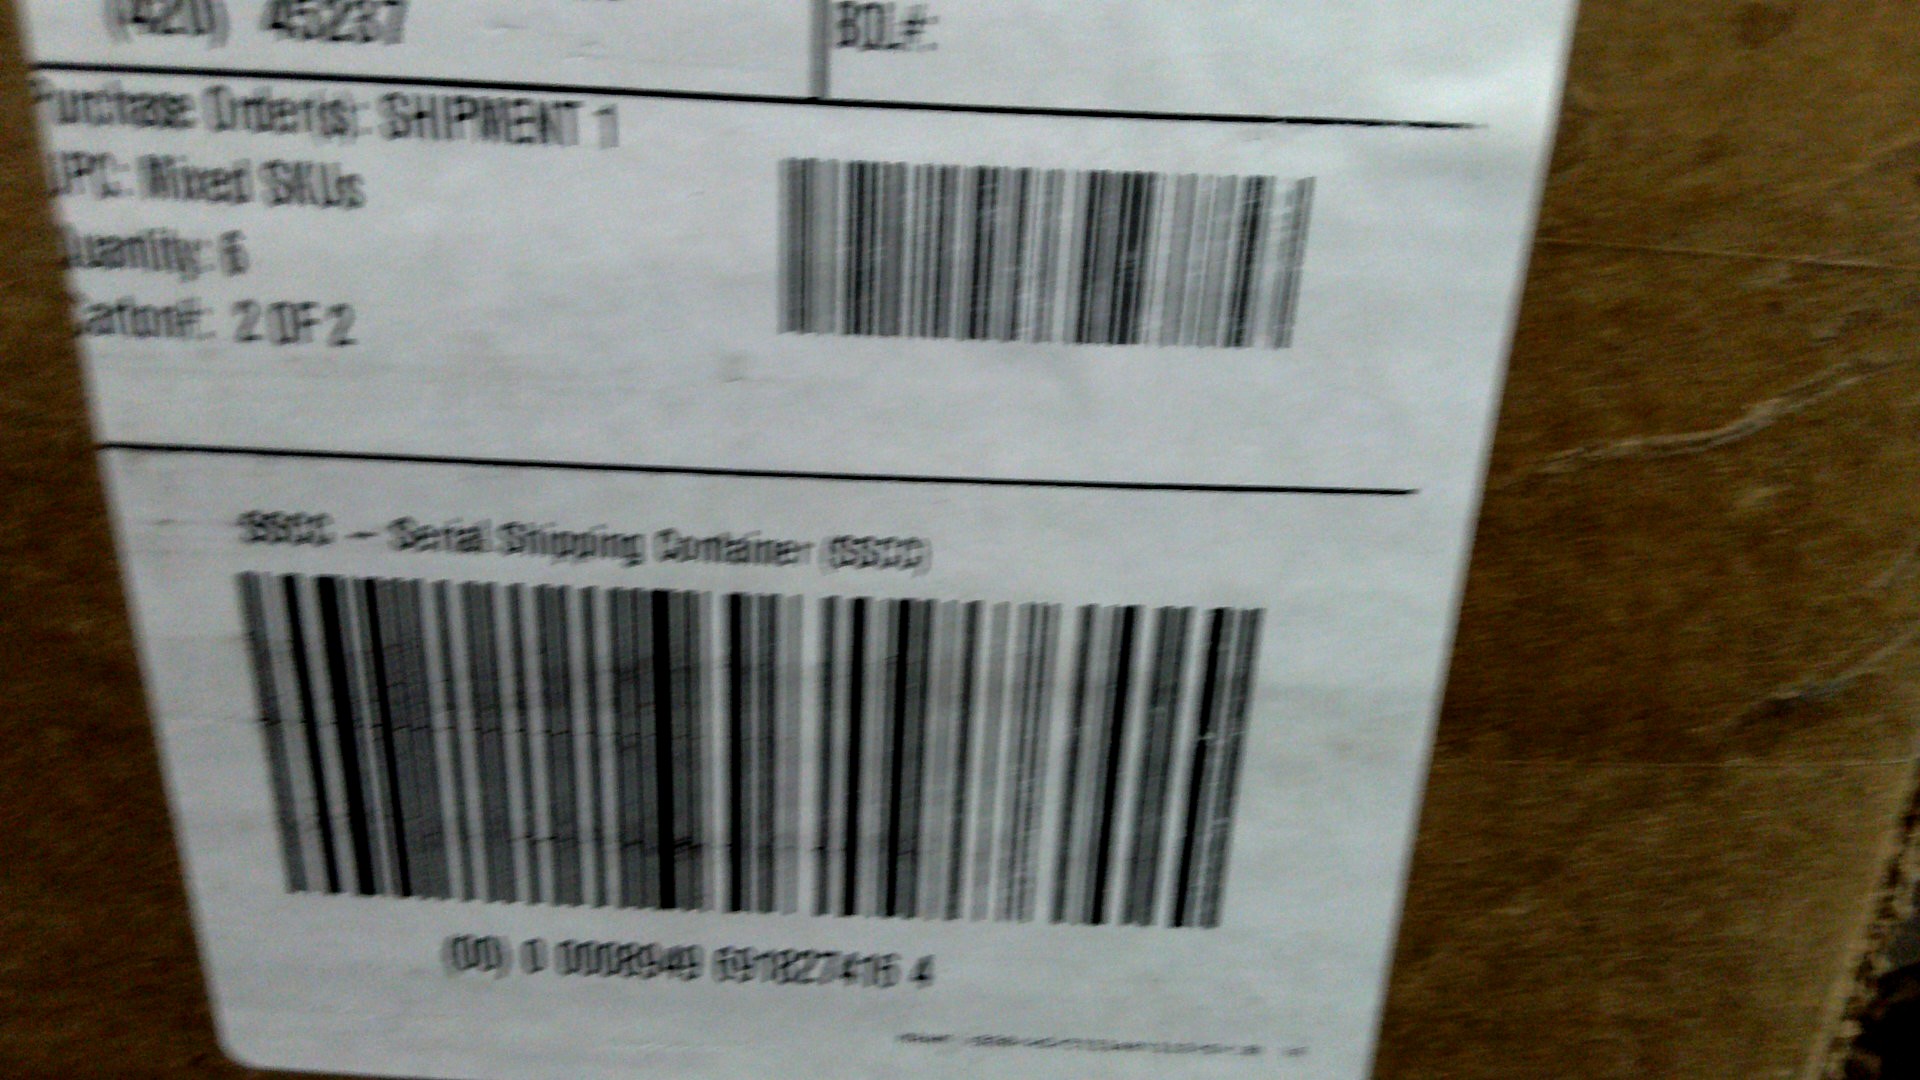 (420) 45237
BOL#:
Purchase Order(s): SHIPMENT 1
UPC: Mixed SKUs
Quantity: 6
Carton#: 2 OF 2
SSCC – Serial Shipping Container (SSCC)
(00) 0 0008949 691827416 4